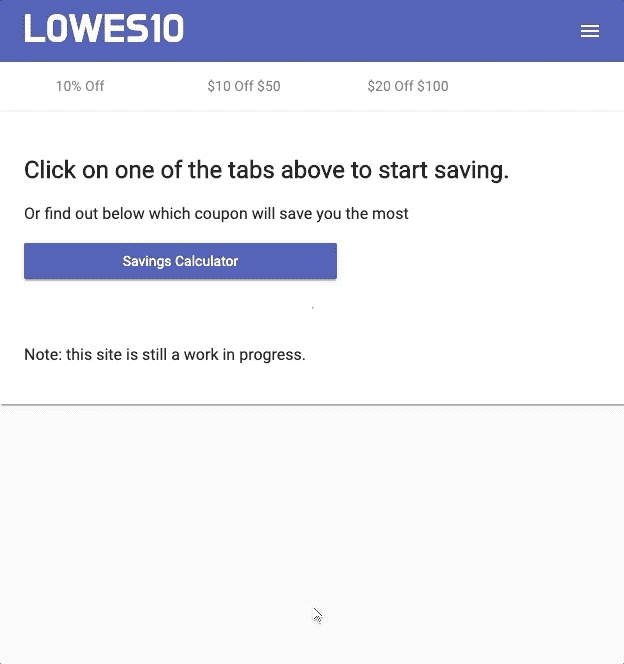 LOWES10
10% Off
$10 Off $50
$20 Off $100
Click on one of the tabs above to start saving.
Or find out below which coupon will save you the most
Savings Calculator
Note: this site is still a work in progress.